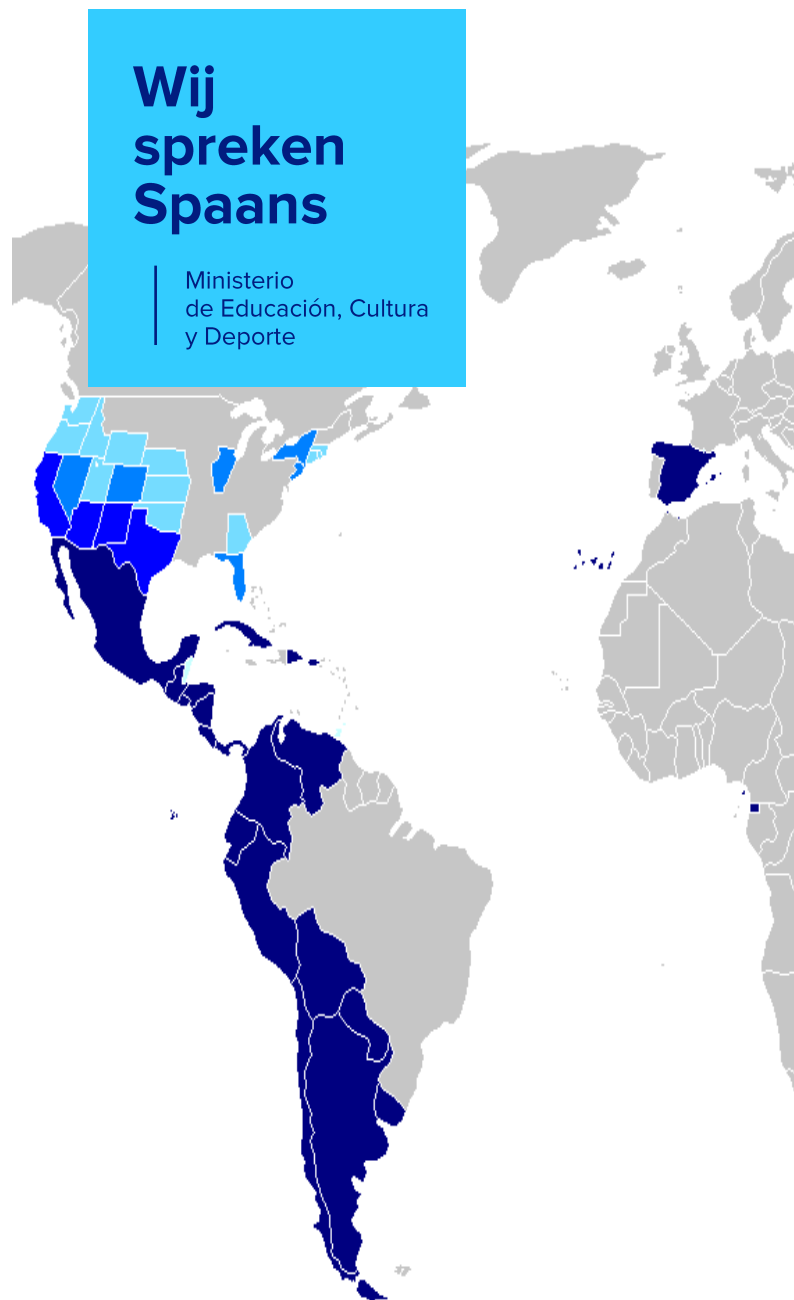 Wij
spreken
Spaans
Ministerio
de Educación, Cultura
y Deporte